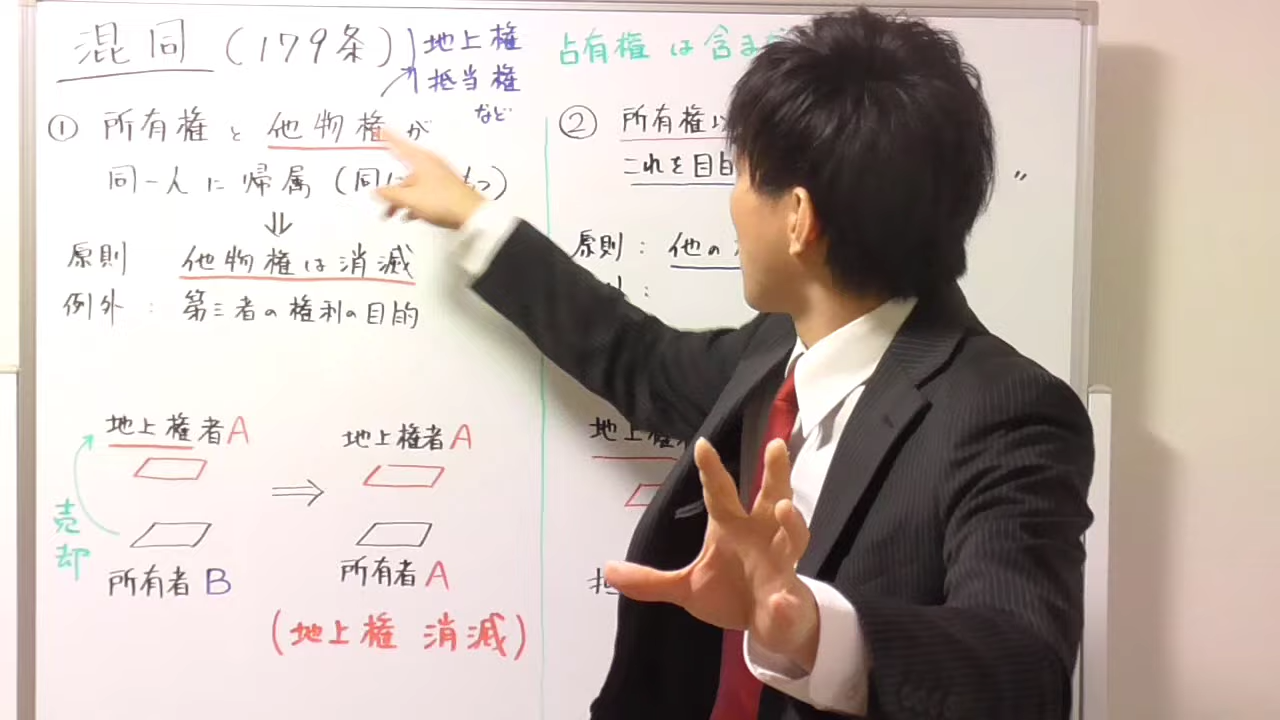 混同(179条)
地上権
抵当権
など
① 所有権と他物権が
同一人に帰属(同
つ)
⇓
原則 他物権は消滅
例外: 第三者の権利の目的
地上権者A
売却
所有者B
⇒
地上権者A
所有者A
(地上権 消滅)
占有権は含ま
② 所有権
これを目
〃
原則: 他の
:
地上権